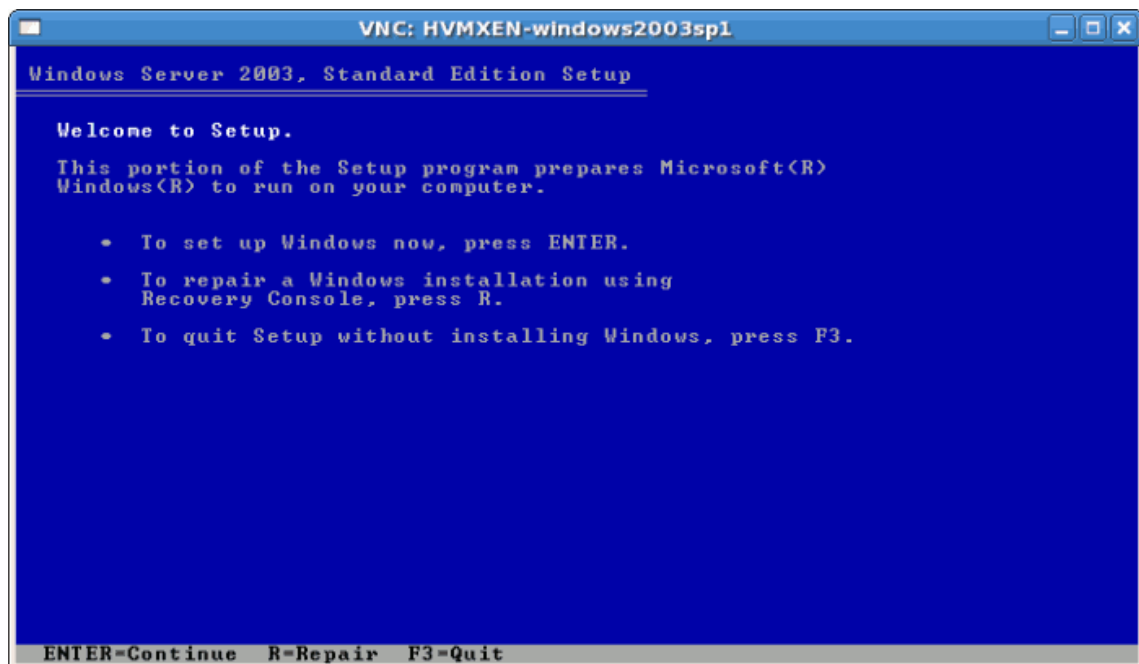 VNC: HVMXEN-windows2003sp1
Windows Server 2003, Standard Edition Setup
Welcome to Setup.
This portion of the Setup program prepares Microsoft(R)
Windows(R) to run on your computer.
• To set up Windows now, press ENTER.
• To repair a Windows installation using
Recovery Console, press R.
• To quit Setup without installing Windows, press F3.
ENTER=Continue R=Repair F3=Quit